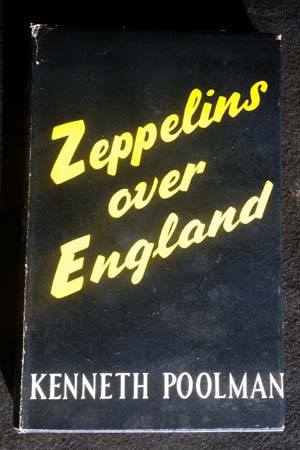 Zeppelins
over
England
KENNETH POOLMAN